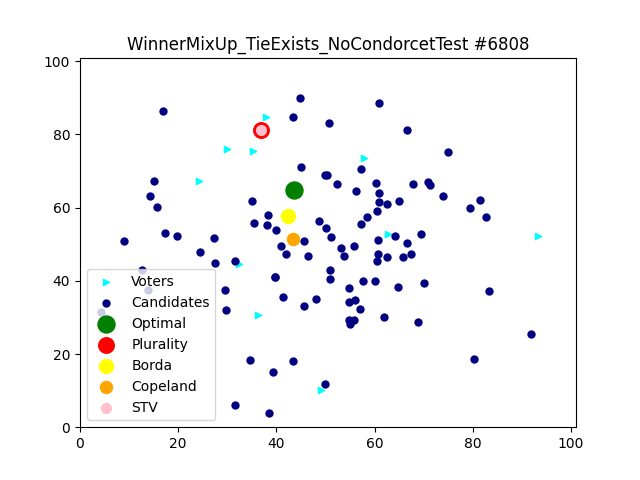 WinnerMixUp_TieExists_NoCondorcetTest #6808
100
80
60
40
20
0
Voters
Candidates
Optimal
Plurality
Borda
Copeland
STV
0 20 40 60 80 100